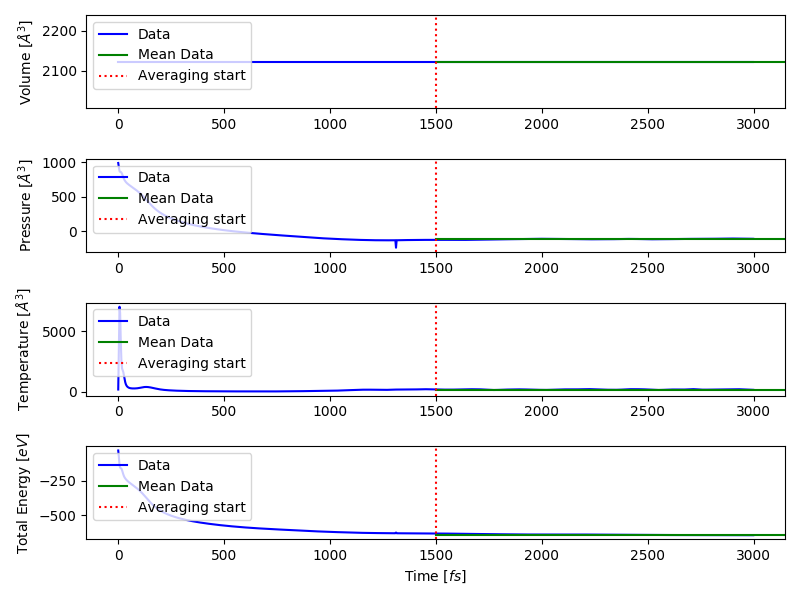 Volume [Å³]
2200
2100
Data
Mean Data
Averaging start
0 500 1000 1500 2000 2500 3000
Pressure [Å³]
1000
500
0
Data
Mean Data
Averaging start
0 500 1000 1500 2000 2500 3000
Temperature [Å³]
5000
0
Data
Mean Data
Averaging start
0 500 1000 1500 2000 2500 3000
Total Energy [eV]
−250
−500
Data
Mean Data
Averaging start
0 500 1000 1500 2000 2500 3000
Time [fs]